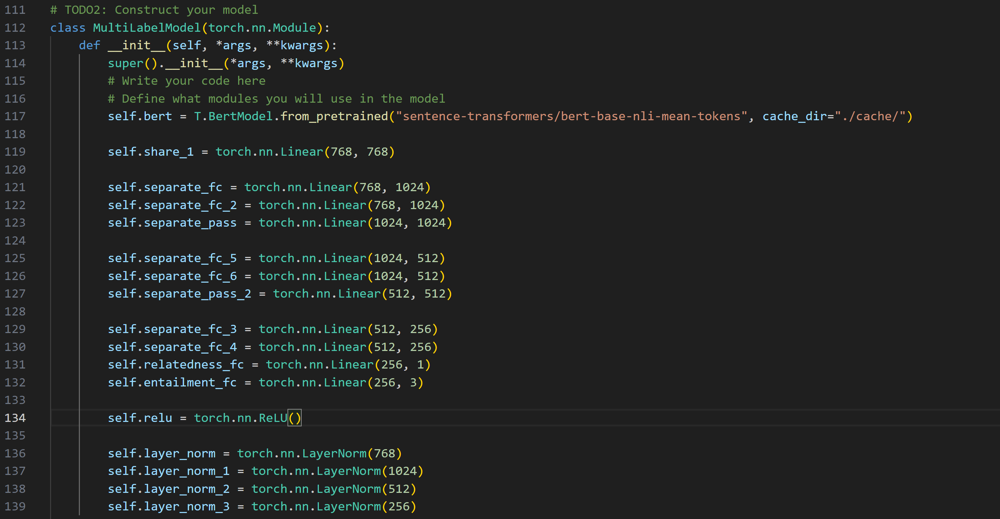 111 # TODO2: Construct your model
112 class MultiLabelModel(torch.nn.Module):
113     def __init__(self, *args, **kwargs):
114         super().__init__(*args, **kwargs)
115         # Write your code here
116         # Define what modules you will use in the model
117         self.bert = T.BertModel.from_pretrained("sentence-transformers/bert-base-nli-mean-tokens", cache_dir="./cache/")
118
119         self.share_1 = torch.nn.Linear(768, 768)
120
121         self.separate_fc = torch.nn.Linear(768, 1024)
122         self.separate_fc_2 = torch.nn.Linear(768, 1024)
123         self.separate_pass = torch.nn.Linear(1024, 1024)
124
125         self.separate_fc_5 = torch.nn.Linear(1024, 512)
126         self.separate_fc_6 = torch.nn.Linear(1024, 512)
127         self.separate_pass_2 = torch.nn.Linear(512, 512)
128
129         self.separate_fc_3 = torch.nn.Linear(512, 256)
130         self.separate_fc_4 = torch.nn.Linear(512, 256)
131         self.relatedness_fc = torch.nn.Linear(256, 1)
132         self.entailment_fc = torch.nn.Linear(256, 3)
133
134         self.relu = torch.nn.ReLU()
135
136         self.layer_norm = torch.nn.LayerNorm(768)
137         self.layer_norm_1 = torch.nn.LayerNorm(1024)
138         self.layer_norm_2 = torch.nn.LayerNorm(512)
139         self.layer_norm_3 = torch.nn.LayerNorm(256)